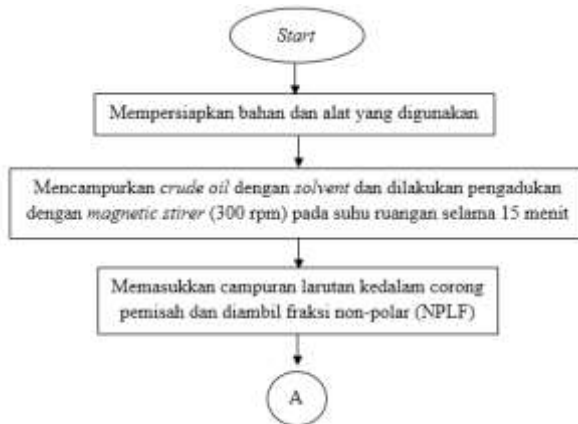 Start
Mempersiapkan bahan dan alat yang digunakan
Mencampurkan crude oil dengan solvent dan dilakukan pengadukan
dengan magnetic stirer (300 rpm) pada suhu ruangan selama 15 menit
Memasukkan campuran larutan kedalam corong
pemisah dan diambil fraksi non-polar (NPLF)
A